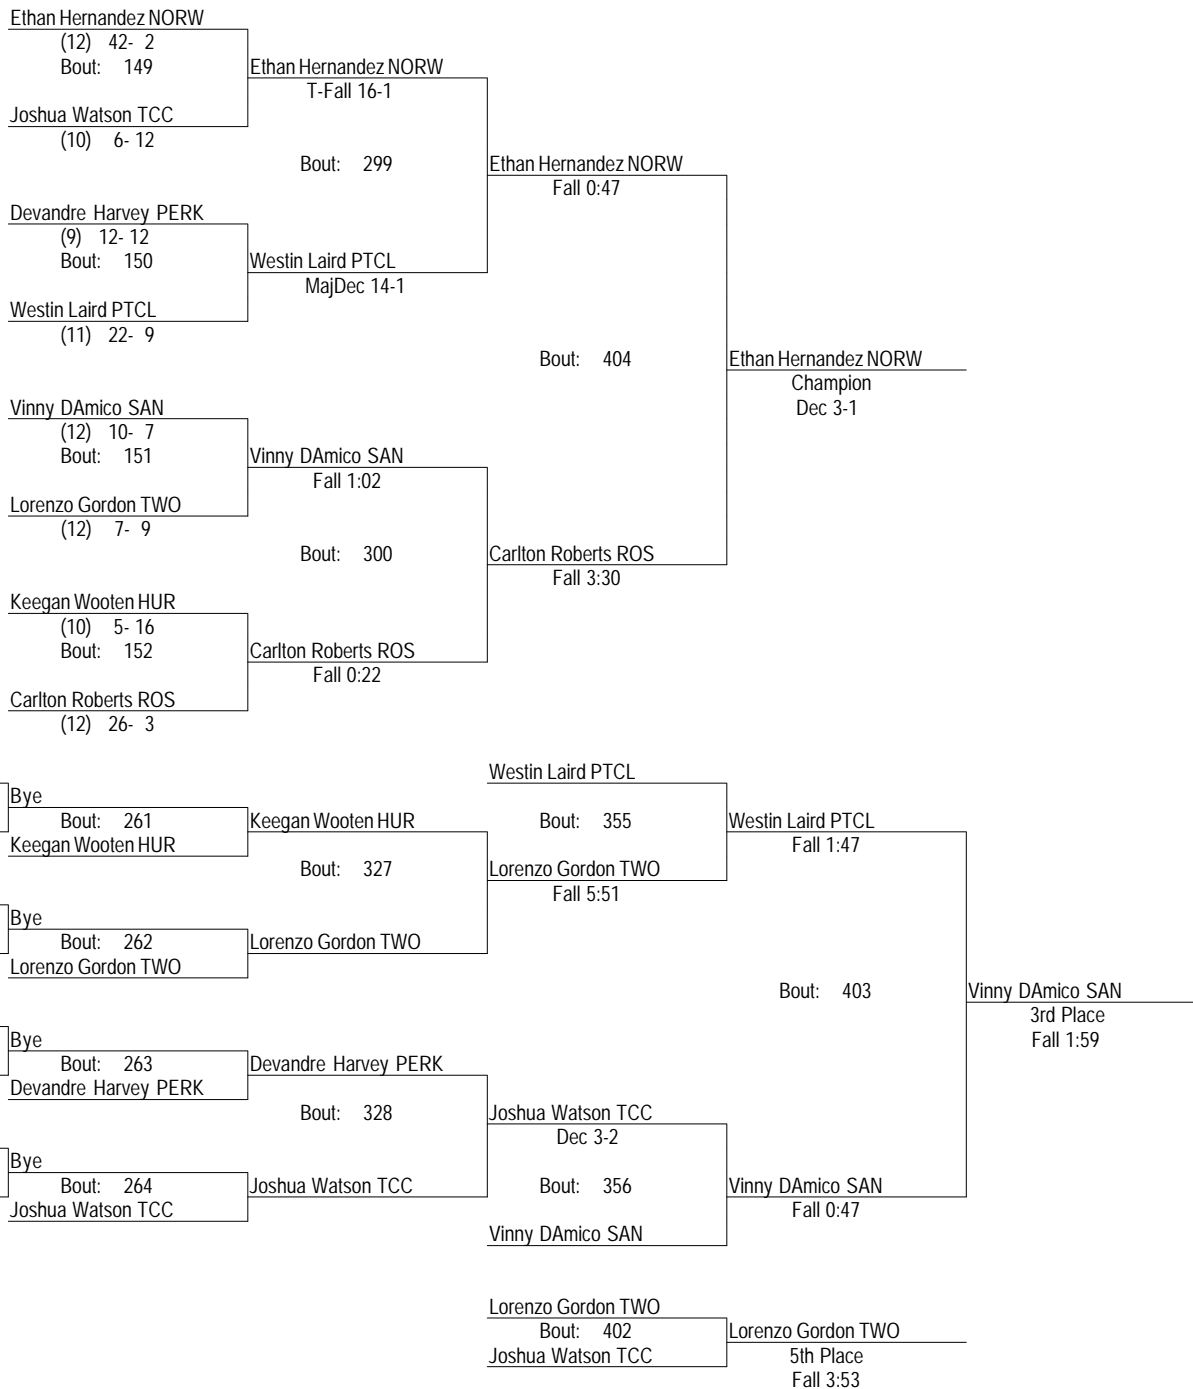 Ethan Hernandez NORW
(12) 42- 2
Bout: 149
Ethan Hernandez NORW
T-Fall 16-1
Joshua Watson TCC
(10) 6- 12
Bout: 299
Ethan Hernandez NORW
Fall 0:47
Devandre Harvey PERK
(9) 12- 12
Bout: 150
Westin Laird PTCL
MajDec 14-1
Westin Laird PTCL
(11) 22- 9
Bout: 404
Ethan Hernandez NORW
Champion
Dec 3-1
Vinny DAmico SAN
(12) 10- 7
Bout: 151
Vinny DAmico SAN
Fall 1:02
Lorenzo Gordon TWO
(12) 7- 9
Bout: 300
Carlton Roberts ROS
Fall 3:30
Keegan Wooten HUR
(10) 5- 16
Bout: 152
Carlton Roberts ROS
Fall 0:22
Carlton Roberts ROS
(12) 26- 3
Westin Laird PTCL
Bye
Bout: 261
Keegan Wooten HUR
Keegan Wooten HUR
Bout: 355
Westin Laird PTCL
Fall 1:47
Bout: 327
Lorenzo Gordon TWO
Fall 5:51
Bye
Bout: 262
Lorenzo Gordon TWO
Lorenzo Gordon TWO
Bout: 403
Vinny DAmico SAN
3rd Place
Fall 1:59
Bye
Bout: 263
Devandre Harvey PERK
Devandre Harvey PERK
Bout: 328
Joshua Watson TCC
Dec 3-2
Bye
Bout: 264
Joshua Watson TCC
Joshua Watson TCC
Bout: 356
Vinny DAmico SAN
Fall 0:47
Vinny DAmico SAN
Lorenzo Gordon TWO
Bout: 402
Joshua Watson TCC
Lorenzo Gordon TWO
5th Place
Fall 3:53